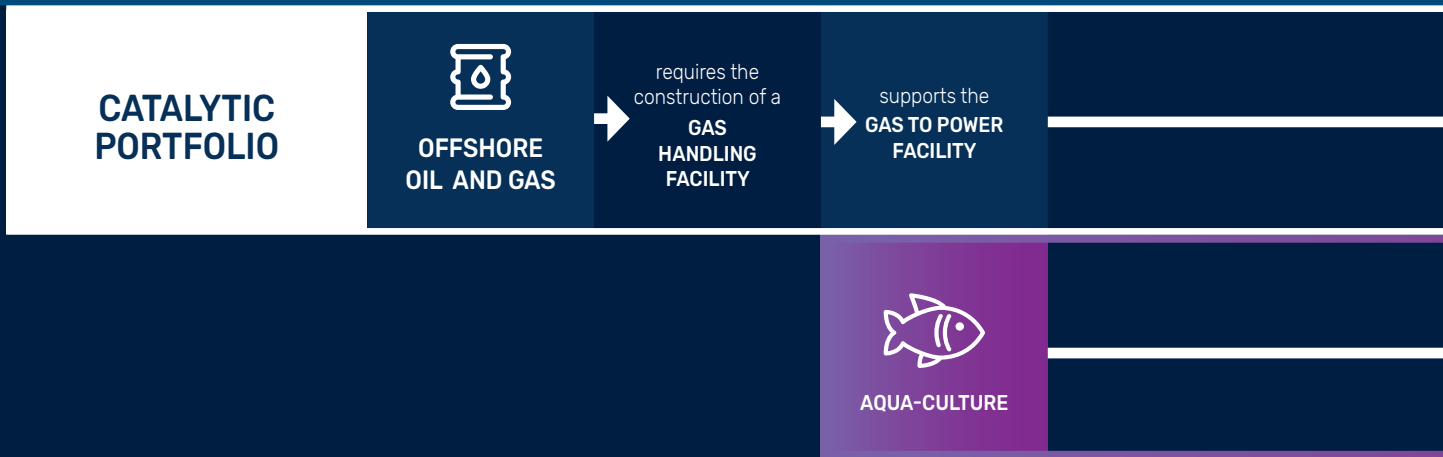 CATALYTIC
PORTFOLIO
OFFSHORE
OIL AND GAS
requires the
construction of a
GAS
HANDLING
FACILITY
supports the
GAS TO POWER
FACILITY
AQUA-CULTURE